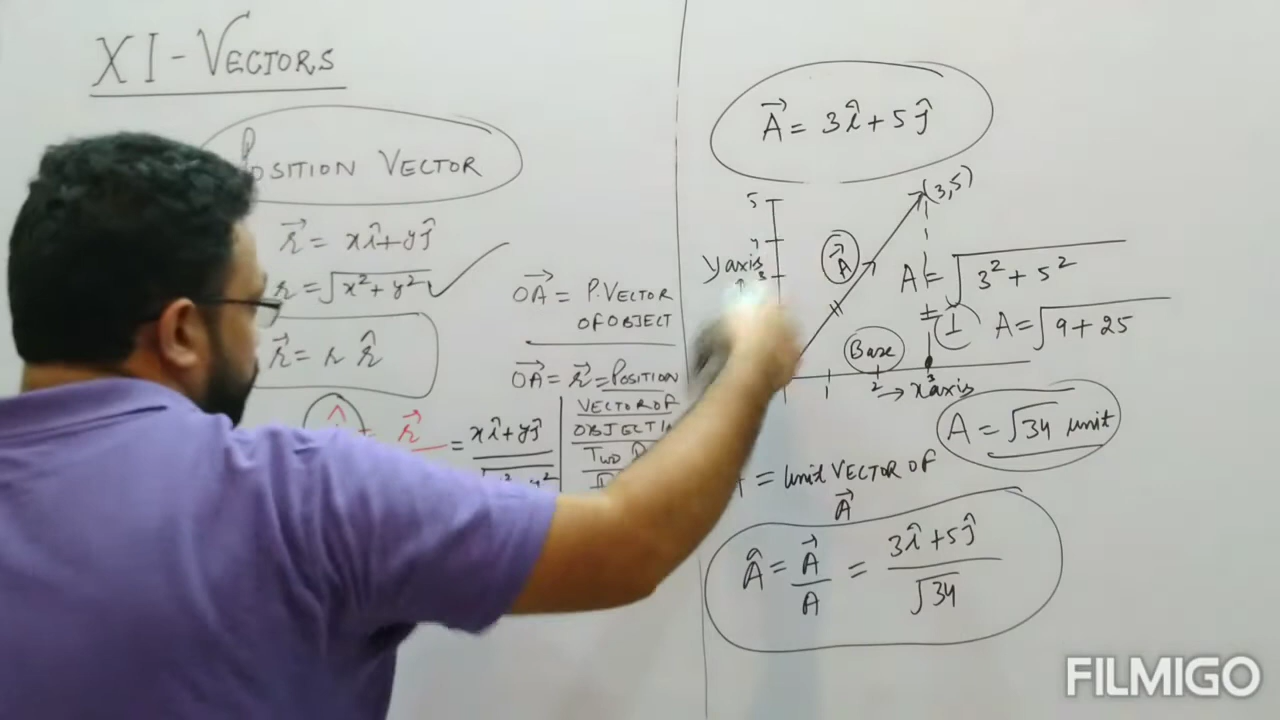 XI - VECTORS
POSITION VECTOR
r⃗ = xî + yĵ
r = √x² + y²
r⃗ = r r̂
r⃗ = xî + yĵ
OA⃗ = P. VECTOR
OF OBJECT
OA⃗ = r⃗ = POSITION
VECTOR OF
OBJECT IN
TWO
A⃗ = 3î + 5ĵ
(3,5)
5
3
y axis
A⃗
A = √3² + 5²
A = √9 + 25
Base
1 2 3
→ x axis
A = √34 unit
= unit VECTOR OF
A⃗
Â = A⃗/A = 3î + 5ĵ/√34
FILMIGO